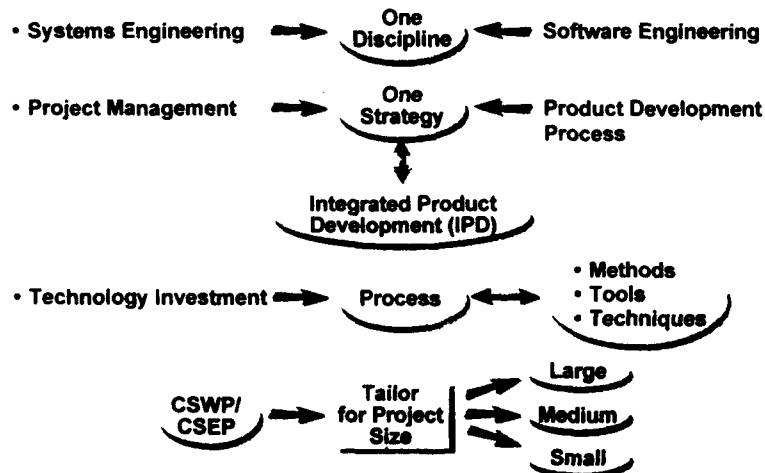 • Systems Engineering
One
Discipline
Software Engineering
• Project Management
One
Strategy
Product Development
Process
Integrated Product
Development (IPD)
• Technology Investment
Process
• Methods
• Tools
• Techniques
CSWP/
CSEP
Tailor
for Project
Size
Large
Medium
Small